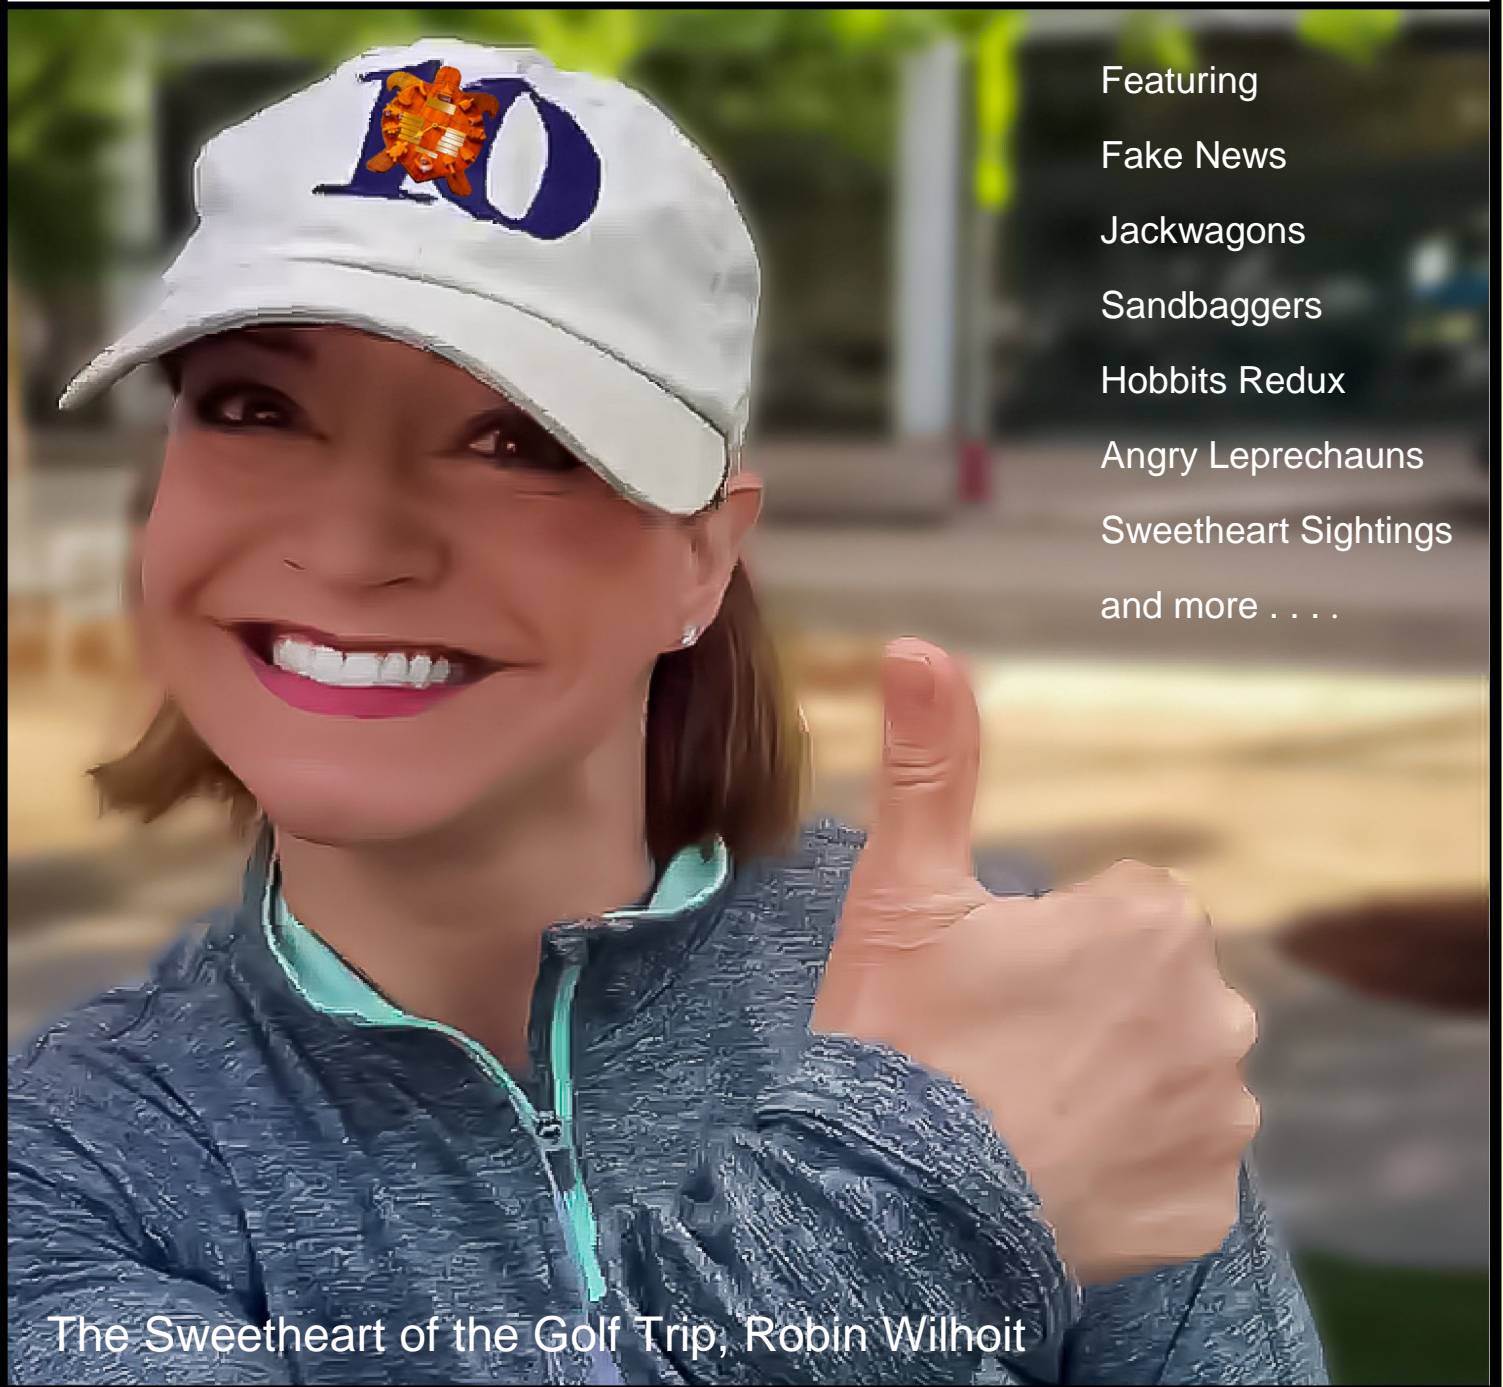 10
Featuring
Fake News
Jackwagons
Sandbaggers
Hobbits Redux
Angry Leprechauns
Sweetheart Sightings
and more . . . .
The Sweetheart of the Golf Trip, Robin Wilhoit